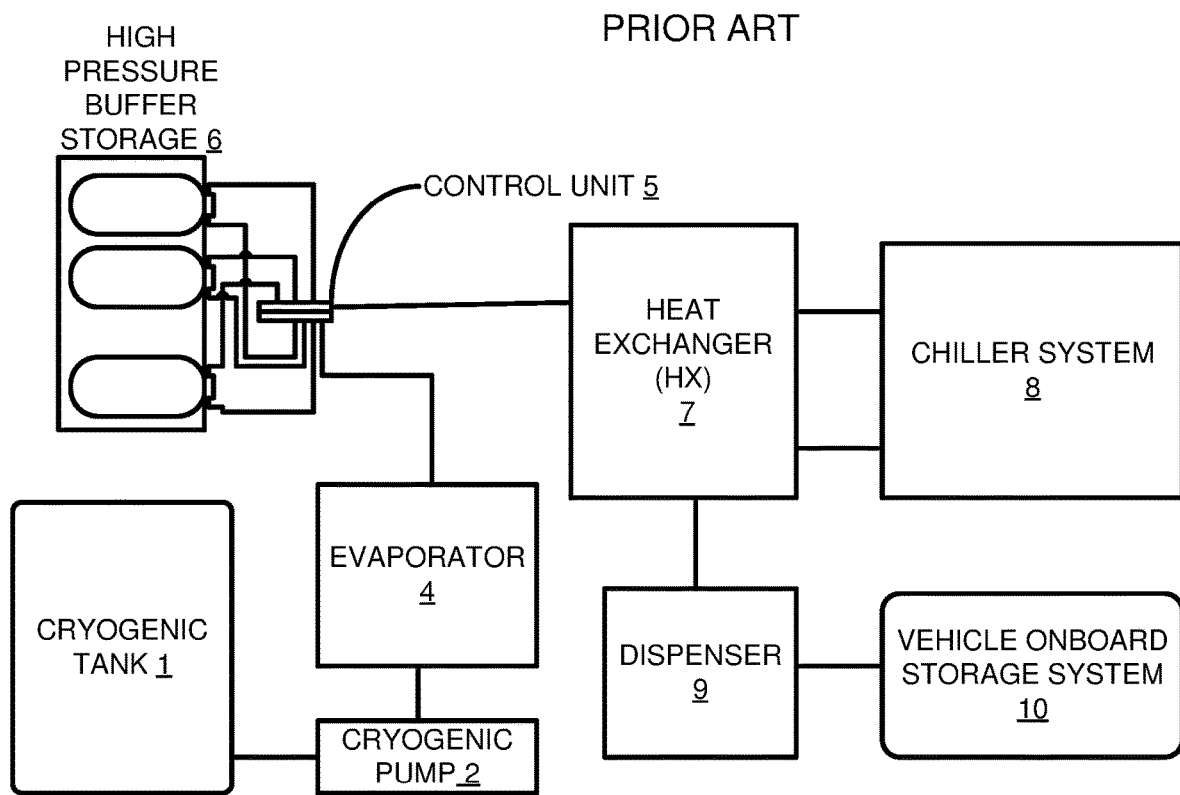 PRIOR ART
HIGH
PRESSURE
BUFFER
STORAGE 6
CONTROL UNIT 5
HEAT
EXCHANGER
(HX)
7
CHILLER SYSTEM
8
EVAPORATOR
4
CRYOGENIC
TANK 1
CRYOGENIC
PUMP 2
DISPENSER
9
VEHICLE ONBOARD
STORAGE SYSTEM
10